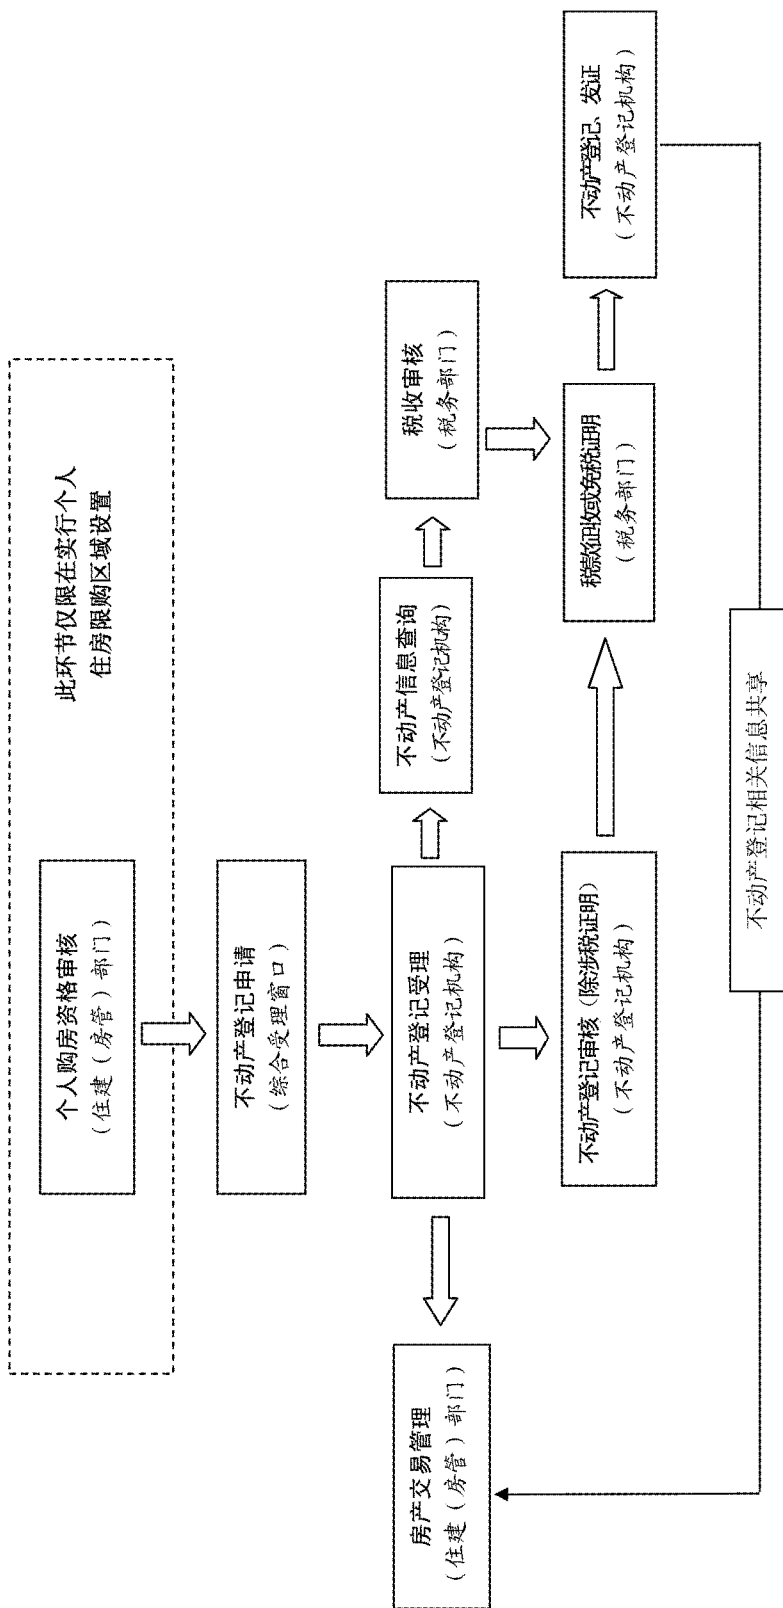 此环节仅限在实行个人
住房限购区域设置
个人购房资格审核
（住建（房管）部门）
不动产登记申请
（综合受理窗口）
房产交易管理
（住建（房管）部门）
不动产登记受理
（不动产登记机构）
不动产信息查询
（不动产登记机构）
税收审核
（税务部门）
不动产登记审核（除涉税证明）
（不动产登记机构）
税款征收或免税证明
（税务部门）
不动产登记、发证
（不动产登记机构）
不动产登记相关信息共享